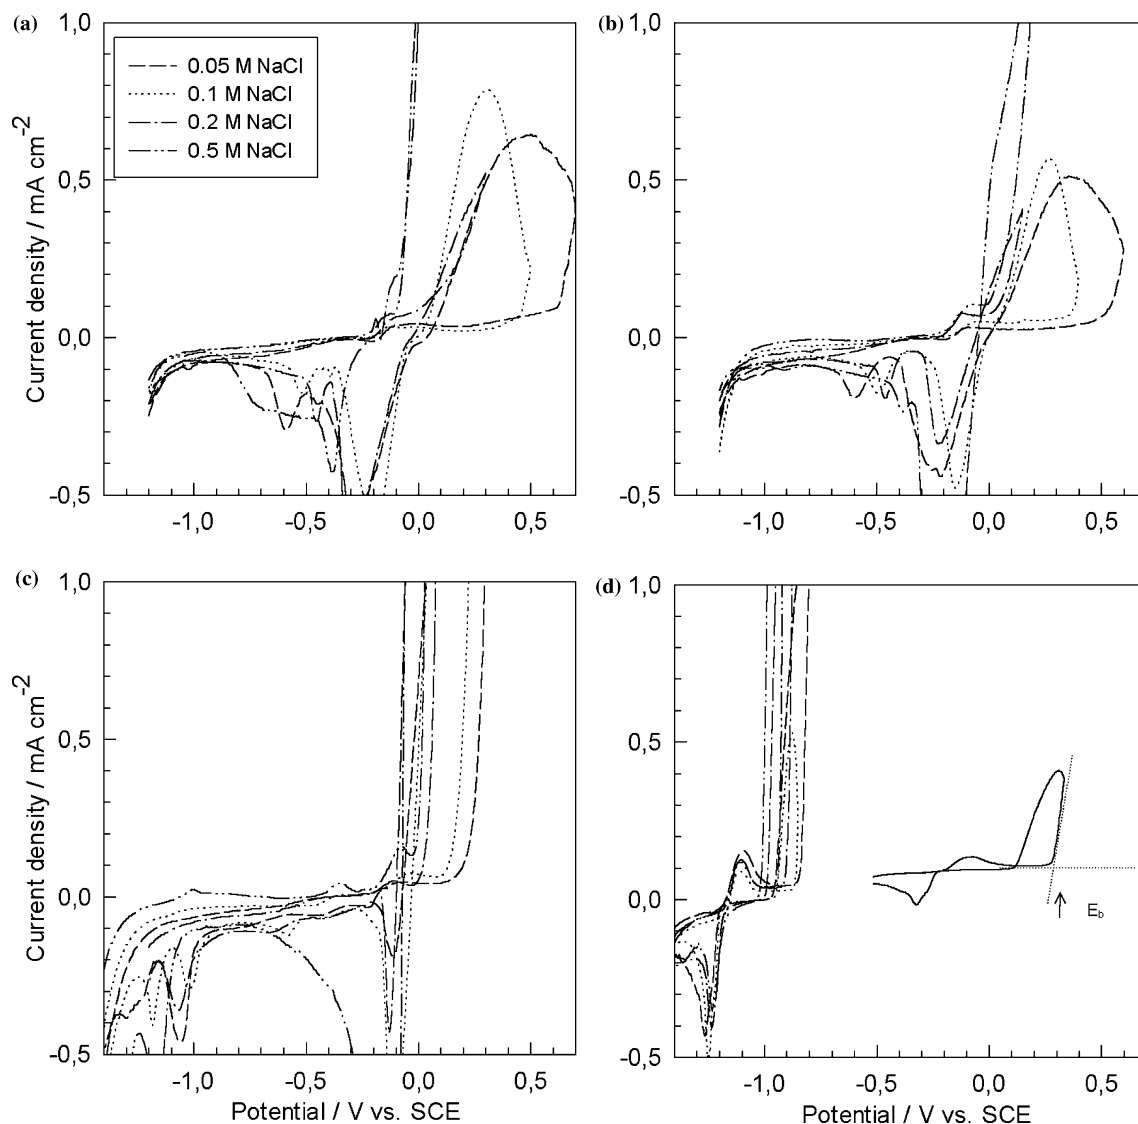 (a)
1,0
0.05 M NaCl
0.1 M NaCl
0.2 M NaCl
0.5 M NaCl
0,5
0,0
-0,5
Current density / mA cm⁻²
-1,0 -0,5 0,0 0,5
(b)
1,0
0,5
0,0
-0,5
-1,0 -0,5 0,0 0,5
(c)
1,0
0,5
0,0
-0,5
Current density / mA cm⁻²
-1,0 -0,5 0,0 0,5
Potential / V vs. SCE
(d)
1,0
0,5
0,0
-0,5
E_b
-1,0 -0,5 0,0 0,5
Potential / V vs. SCE